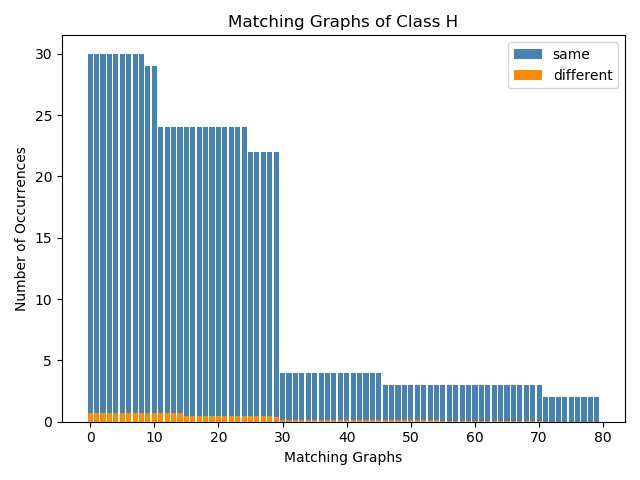 Matching Graphs of Class H
same
different
Number of Occurrences
30
25
20
15
10
5
0
0 10 20 30 40 50 60 70 80
Matching Graphs